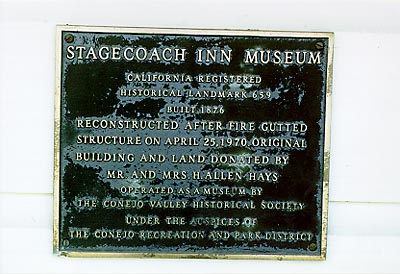 STAGECOACH INN MUSEUM
CALIFORNIA REGISTERED
HISTORICAL LANDMARK 659
BUILT 1876
RECONSTRUCTED AFTER FIRE GUTTED
STRUCTURE ON APRIL 25, 1970. ORIGINAL
BUILDING AND LAND DONATED BY
MR. AND MRS. H. ALLEN HAYS
OPERATED AS A MUSEUM BY
THE CONEJO VALLEY HISTORICAL SOCIETY
UNDER THE AUSPICES OF
THE CONEJO RECREATION AND PARK DISTRICT